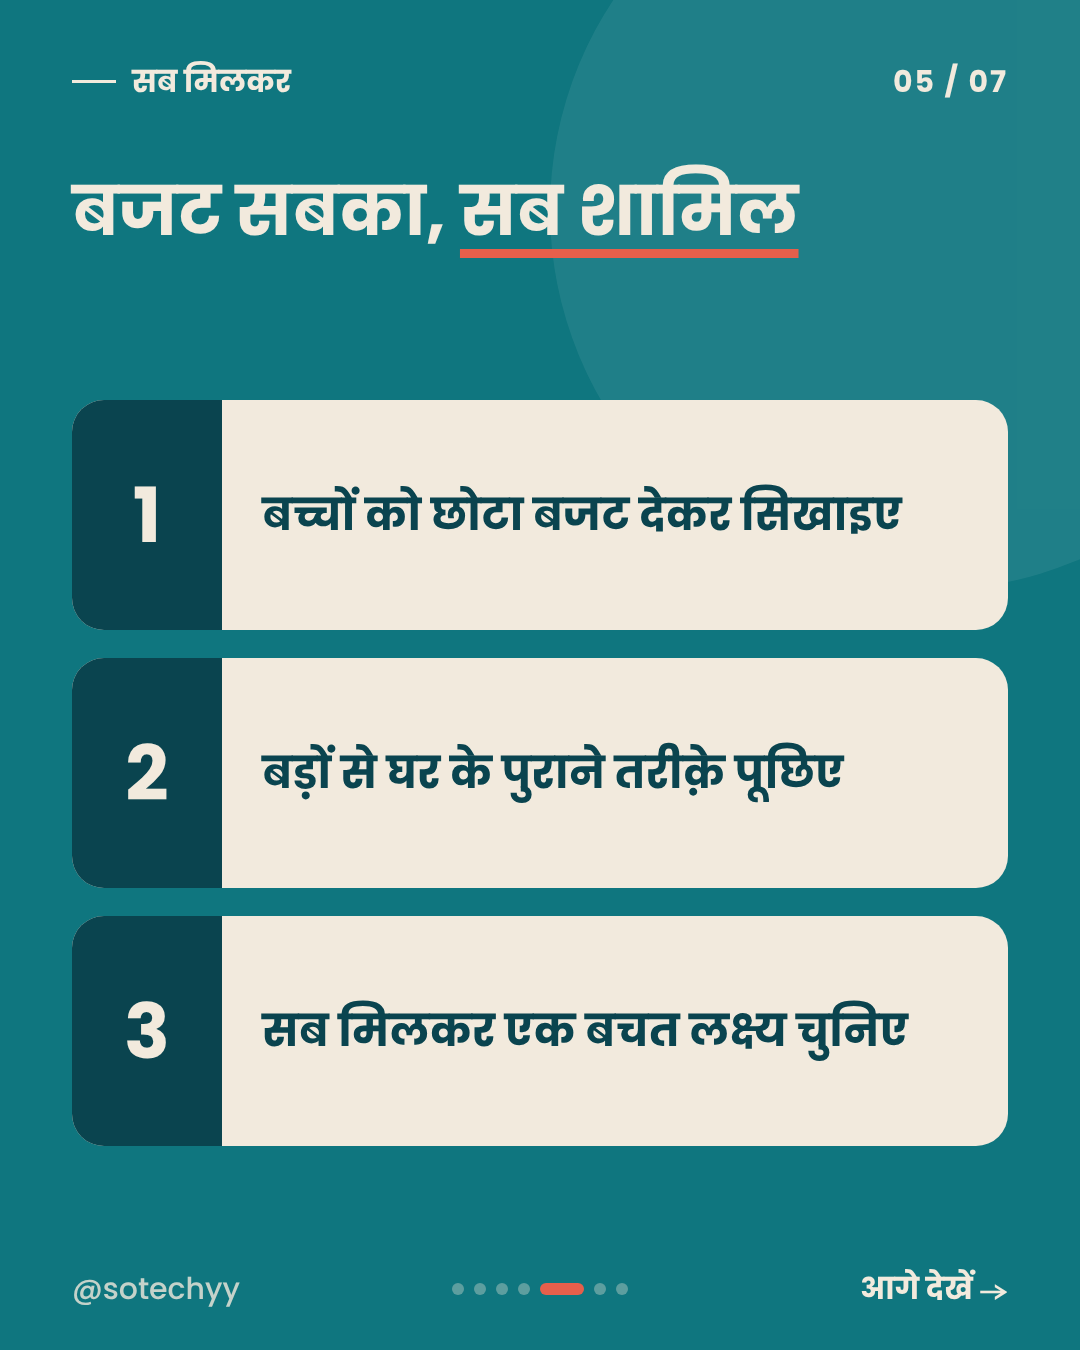 सब मिलकर
05 / 07
बजट सबका, सब शामिल
1
बच्चों को छोटा बजट देकर सिखाइए
2
बड़ों से घर के पुराने तरीक़े पूछिए
3
सब मिलकर एक बचत लक्ष्य चुनिए
@sotechyy
आगे देखें →